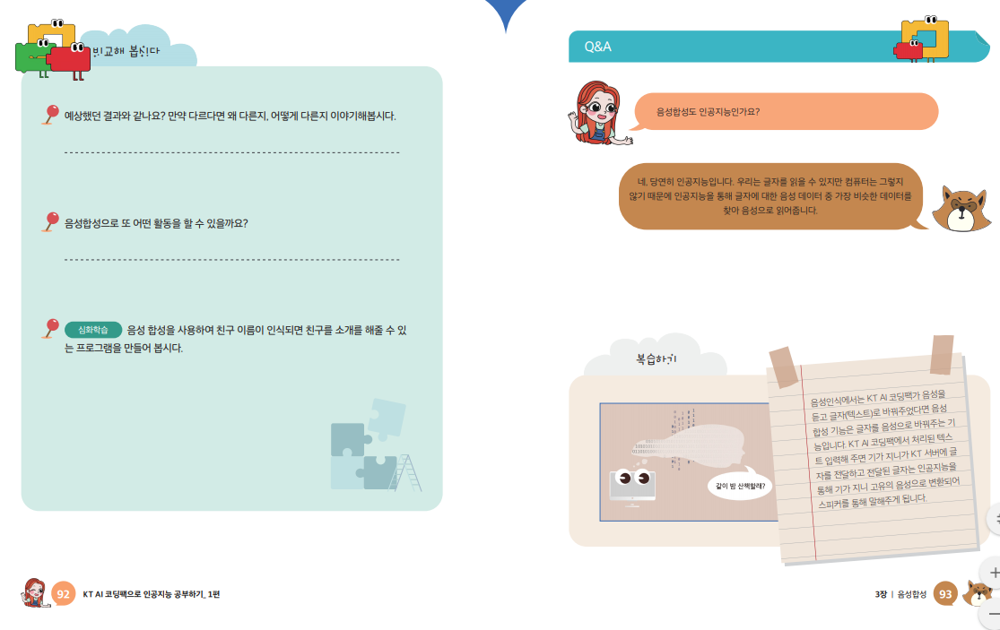 비교해 봅시다
예상했던 결과와 같나요? 만약 다르다면 왜 다른지, 어떻게 다른지 이야기해봅시다.
음성합성으로 또 어떤 활동을 할 수 있을까요?
심화학습 음성 합성을 사용하여 친구 이름이 인식되면 친구를 소개를 해줄 수 있
는 프로그램을 만들어 봅시다.
92 KT AI 코딩팩으로 인공지능 공부하기_ 1편
Q&A
음성합성도 인공지능인가요?
네, 당연히 인공지능입니다. 우리는 글자를 읽을 수 있지만 컴퓨터는 그렇지
않기 때문에 인공지능을 통해 글자에 대한 음성 데이터 중 가장 비슷한 데이터를
찾아 음성으로 읽어줍니다.
복습하기
같이 밤 산책할래?
음성인식에서는 KT AI 코딩팩가 음성을
듣고 글자(텍스트)로 바꿔주었다면 음성
합성 기능은 글자를 음성으로 바꿔주는 기
능입니다. KT AI 코딩팩에서 처리된 텍스
트 입력해 주면 기가 지니가 KT 서버에 글
자를 전달하고 전달된 글자는 인공지능을
통해 기가 지니 고유의 음성으로 변환되어
스피커를 통해 말해주게 됩니다.
3장 | 음성합성 93